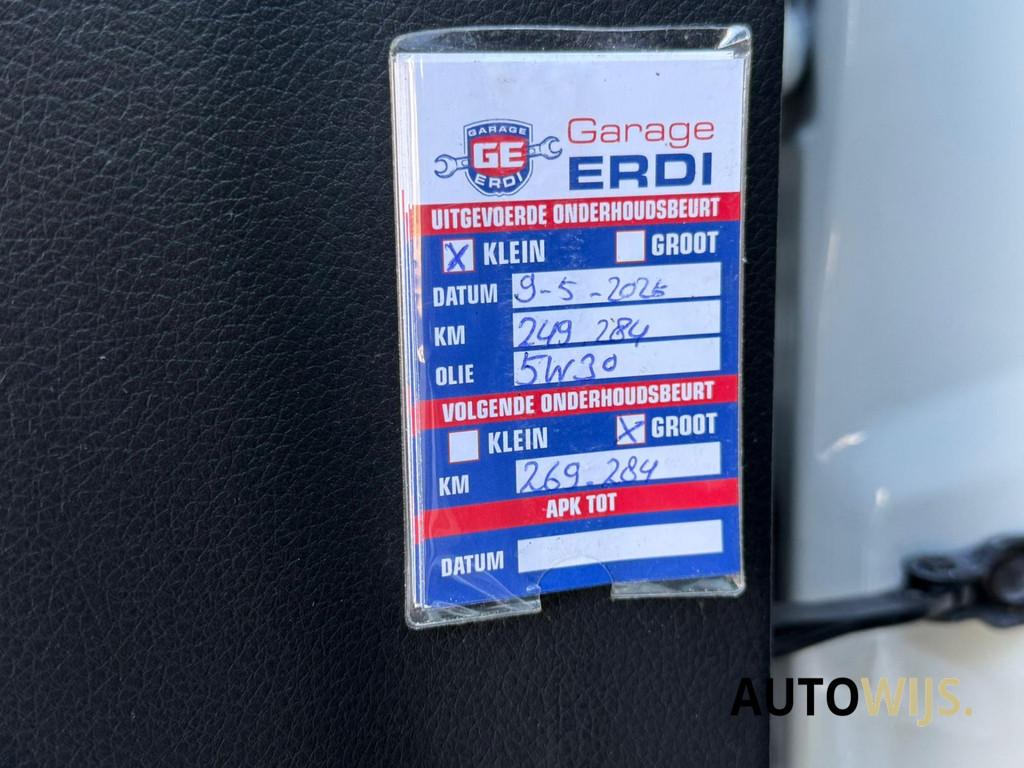 GARAGE
GE
ERDI
Garage
ERDI
UITGEVOERDE ONDERHOUDSBEURT
X KLEIN GROOT
DATUM 9-5-2025
KM 249.284
OLIE 5W30
VOLGENDE ONDERHOUDSBEURT
KLEIN X GROOT
KM 269.284
APK TOT
DATUM
AUTOWIJS.